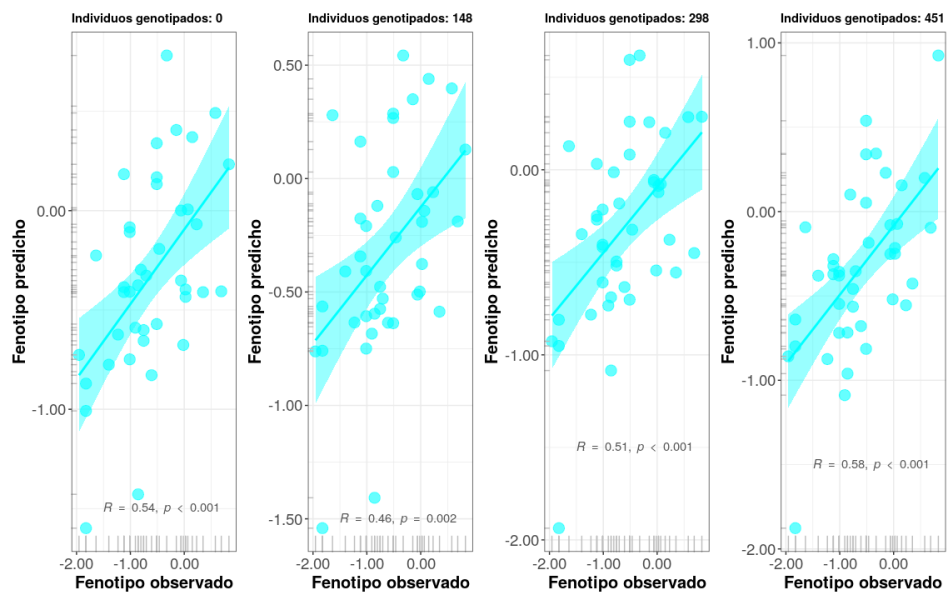 Individuos genotipados: 0
Individuos genotipados: 148
Individuos genotipados: 298
Individuos genotipados: 451
Fenotipo predicho
0.00
-1.00
R = 0.54, p < 0.001
-2.00 -1.00 0.00
Fenotipo observado
Fenotipo predicho
0.50
0.00
-0.50
-1.00
-1.50
R = 0.46, p = 0.002
-2.00 -1.00 0.00
Fenotipo observado
Fenotipo predicho
0.00
-1.00
-2.00
R = 0.51, p < 0.001
-2.00 -1.00 0.00
Fenotipo observado
Fenotipo predicho
1.00
0.00
-1.00
-2.00
R = 0.58, p < 0.001
-2.00 -1.00 0.00
Fenotipo observado